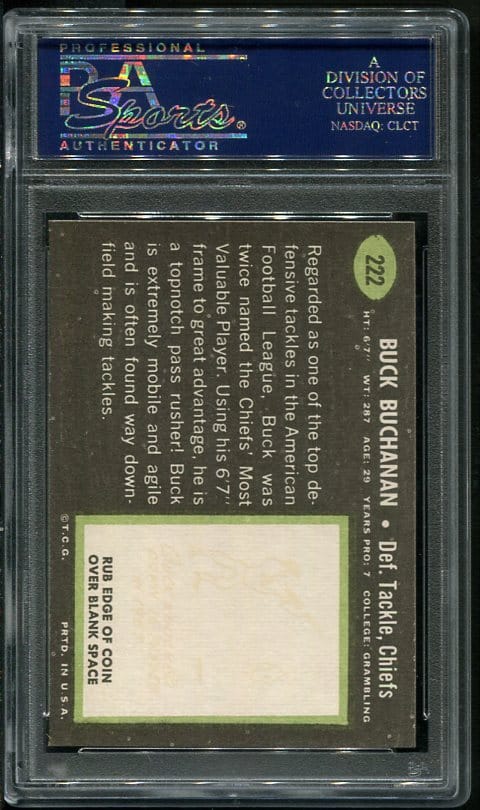 PROFESSIONAL
PSA
Sports®
AUTHENTICATOR
A
DIVISION OF
COLLECTORS
UNIVERSE
NASDAQ: CLCT
222
BUCK BUCHANAN • Def. Tackle, Chiefs
HT: 6'7" WT: 287 AGE: 29 YEARS PRO: 7 COLLEGE: GRAMBLING
Regarded as one of the top de-
fensive tackles in the American
Football League, Buck was
twice named the Chiefs' Most
Valuable Player. Using his 6'7"
frame to great advantage, he is
a topnotch pass rusher! Buck
is extremely mobile and agile
and is often found way down-
field making tackles.
RUB EDGE OF COIN
OVER BLANK SPACE
© T.C.G. PRTD. IN U.S.A.